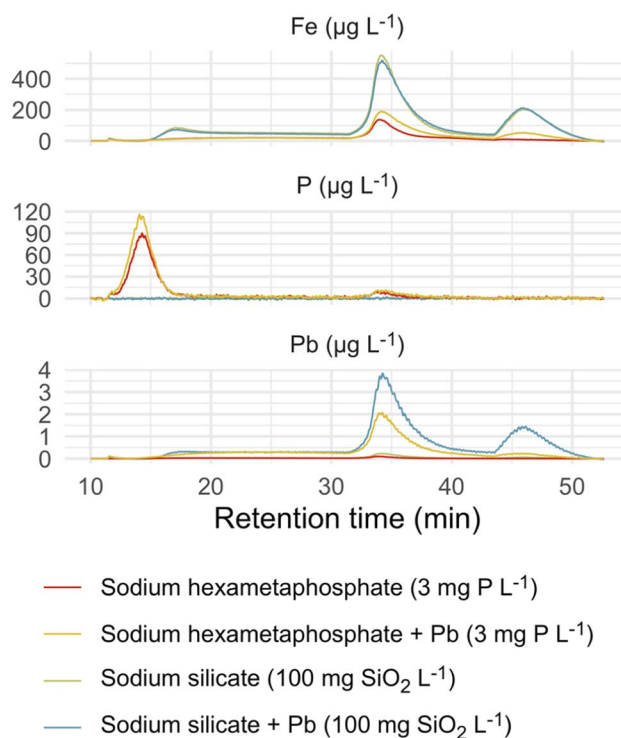 Fe (µg L⁻¹)
400
200
0
P (µg L⁻¹)
120
90
60
30
0
Pb (µg L⁻¹)
4
3
2
1
0
10 20 30 40 50
Retention time (min)
Sodium hexametaphosphate (3 mg P L⁻¹)
Sodium hexametaphosphate + Pb (3 mg P L⁻¹)
Sodium silicate (100 mg SiO₂ L⁻¹)
Sodium silicate + Pb (100 mg SiO₂ L⁻¹)